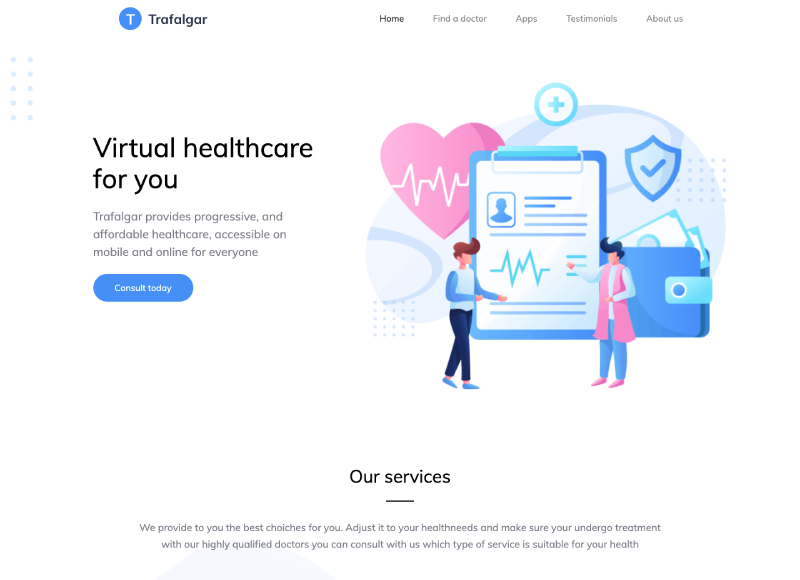 T Trafalgar
Home Find a doctor Apps Testimonials About us
Virtual healthcare
for you
Trafalgar provides progressive, and
affordable healthcare, accessible on
mobile and online for everyone
Consult today
Our services
We provide to you the best choiches for you. Adjust it to your healthneeds and make sure your undergo treatment
with our highly qualified doctors you can consult with us which type of service is suitable for your health